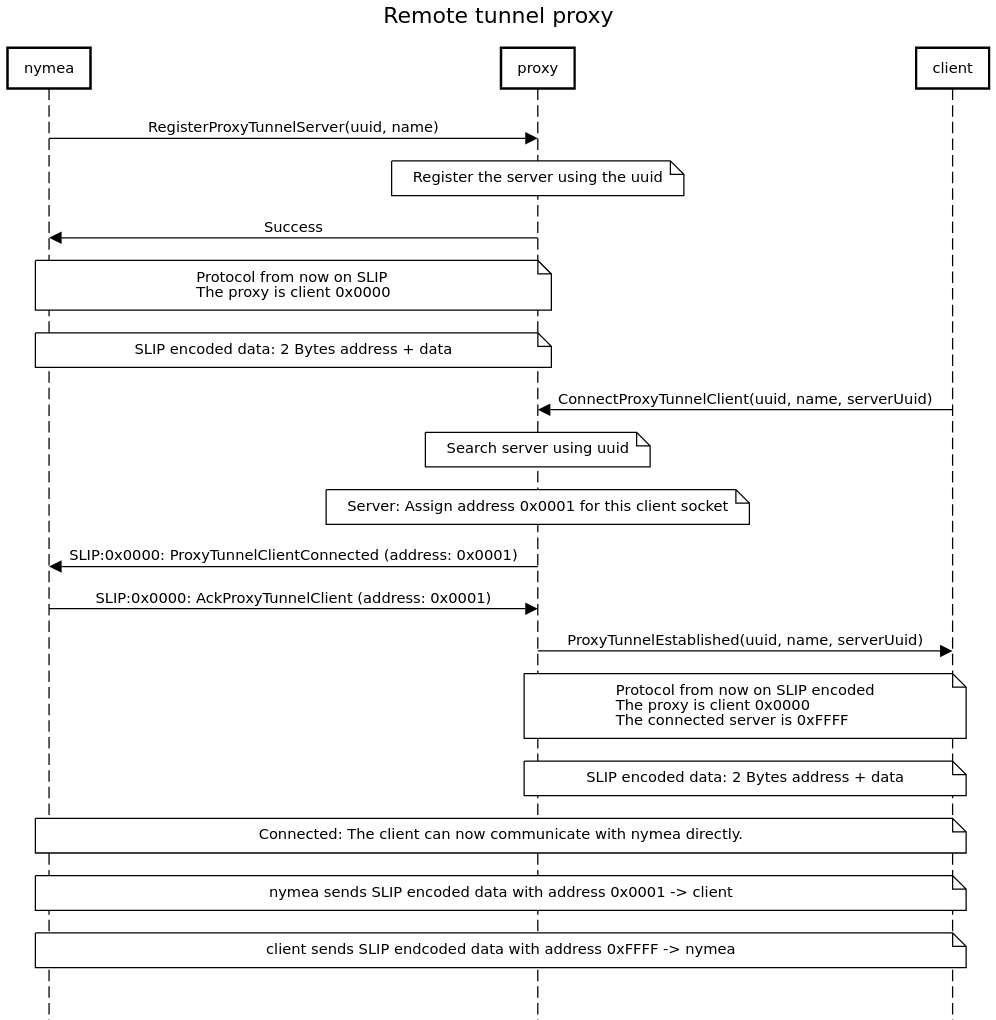 Remote tunnel proxy
nymea
proxy
client
RegisterProxyTunnelServer(uuid, name)
Register the server using the uuid
Success
Protocol from now on SLIP
The proxy is client 0x0000
SLIP encoded data: 2 Bytes address + data
ConnectProxyTunnelClient(uuid, name, serverUuid)
Search server using uuid
Server: Assign address 0x0001 for this client socket
SLIP:0x0000: ProxyTunnelClientConnected (address: 0x0001)
SLIP:0x0000: AckProxyTunnelClient (address: 0x0001)
ProxyTunnelEstablished(uuid, name, serverUuid)
Protocol from now on SLIP encoded
The proxy is client 0x0000
The connected server is 0xFFFF
SLIP encoded data: 2 Bytes address + data
Connected: The client can now communicate with nymea directly.
nymea sends SLIP encoded data with address 0x0001 -> client
client sends SLIP endcoded data with address 0xFFFF -> nymea